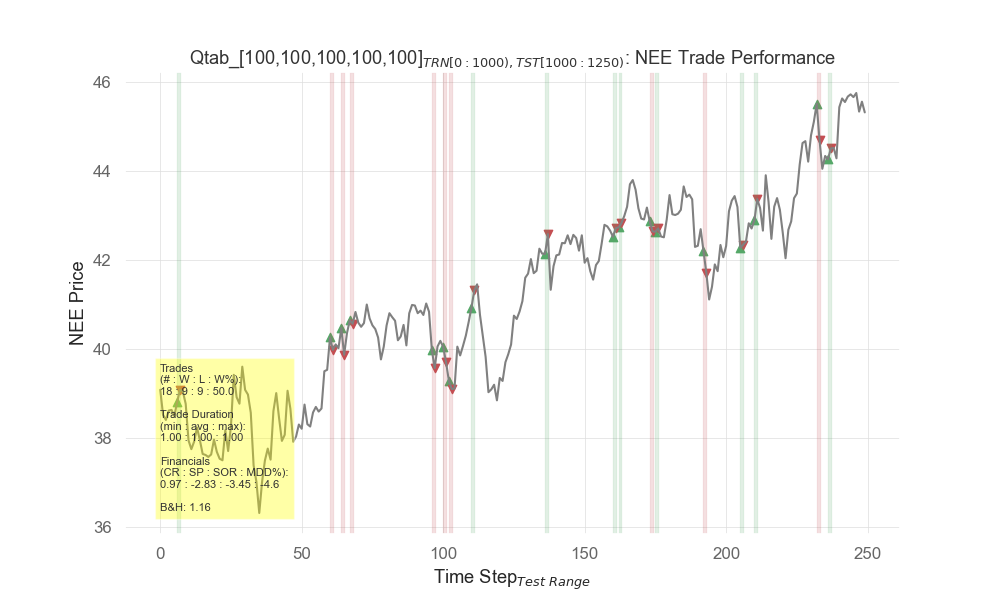 Qtab_[100,100,100,100,100]TRN[0:1000),TST[1000:1250): NEE Trade Performance
46
44
42
40
38
36
NEE Price
Trades
(# : W : L : W%):
18 : 9 : 9 : 50.0
Trade Duration
(min : avg : max):
1.00 : 1.00 : 1.00
Financials
(CR : SP : SOR : MDD%):
0.97 : -2.83 : -3.45 : -4.6
B&H: 1.16
0 50 100 150 200 250
Time StepTest Range